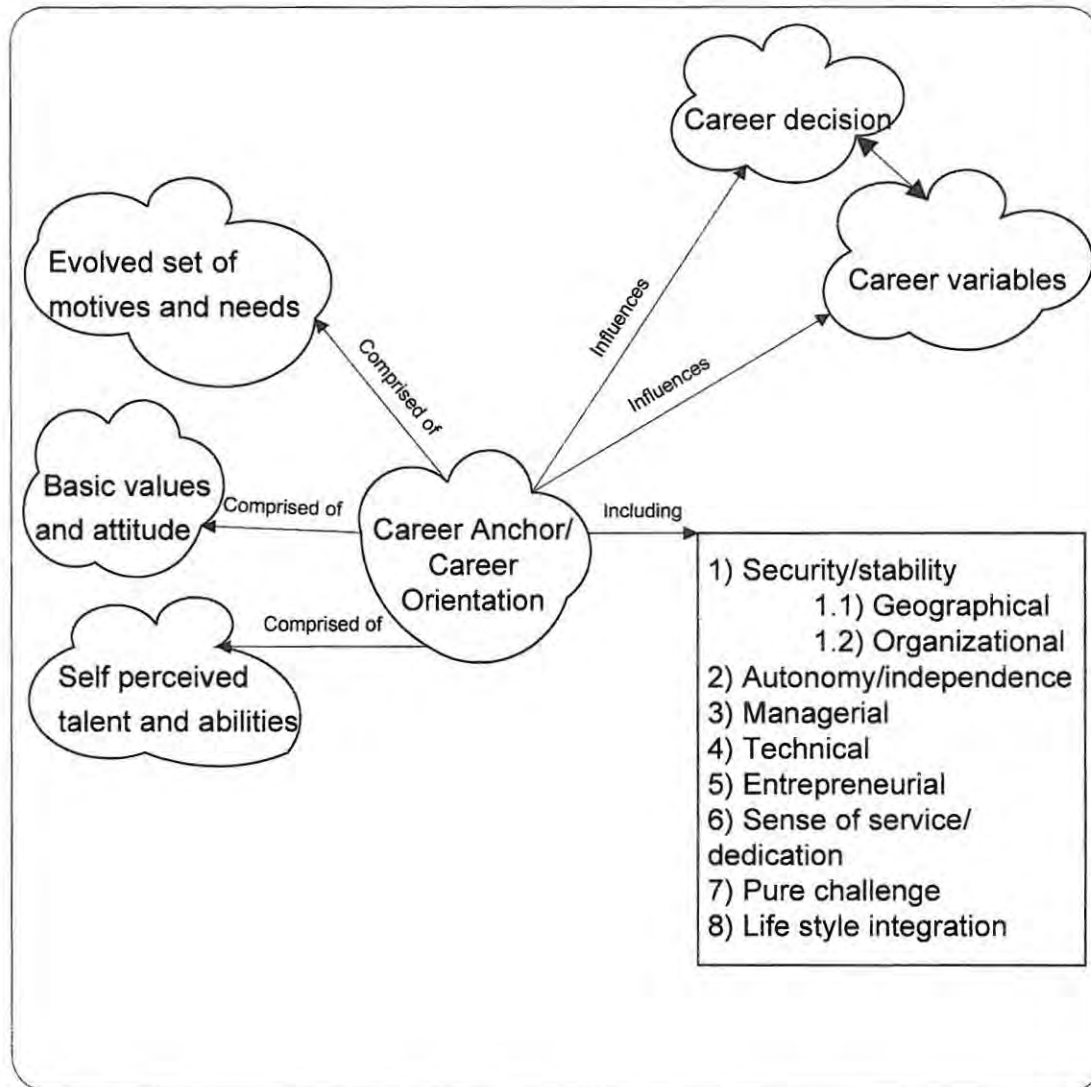 Career decision
Career variables
Evolved set of
motives and needs
Influences
Influences
Comprised of
Basic values
and attitude
Comprised of
Career Anchor/
Career
Orientation
Including
Comprised of
Self perceived
talent and abilities
1) Security/stability
1.1) Geographical
1.2) Organizational
2) Autonomy/independence
3) Managerial
4) Technical
5) Entrepreneurial
6) Sense of service/
dedication
7) Pure challenge
8) Life style integration